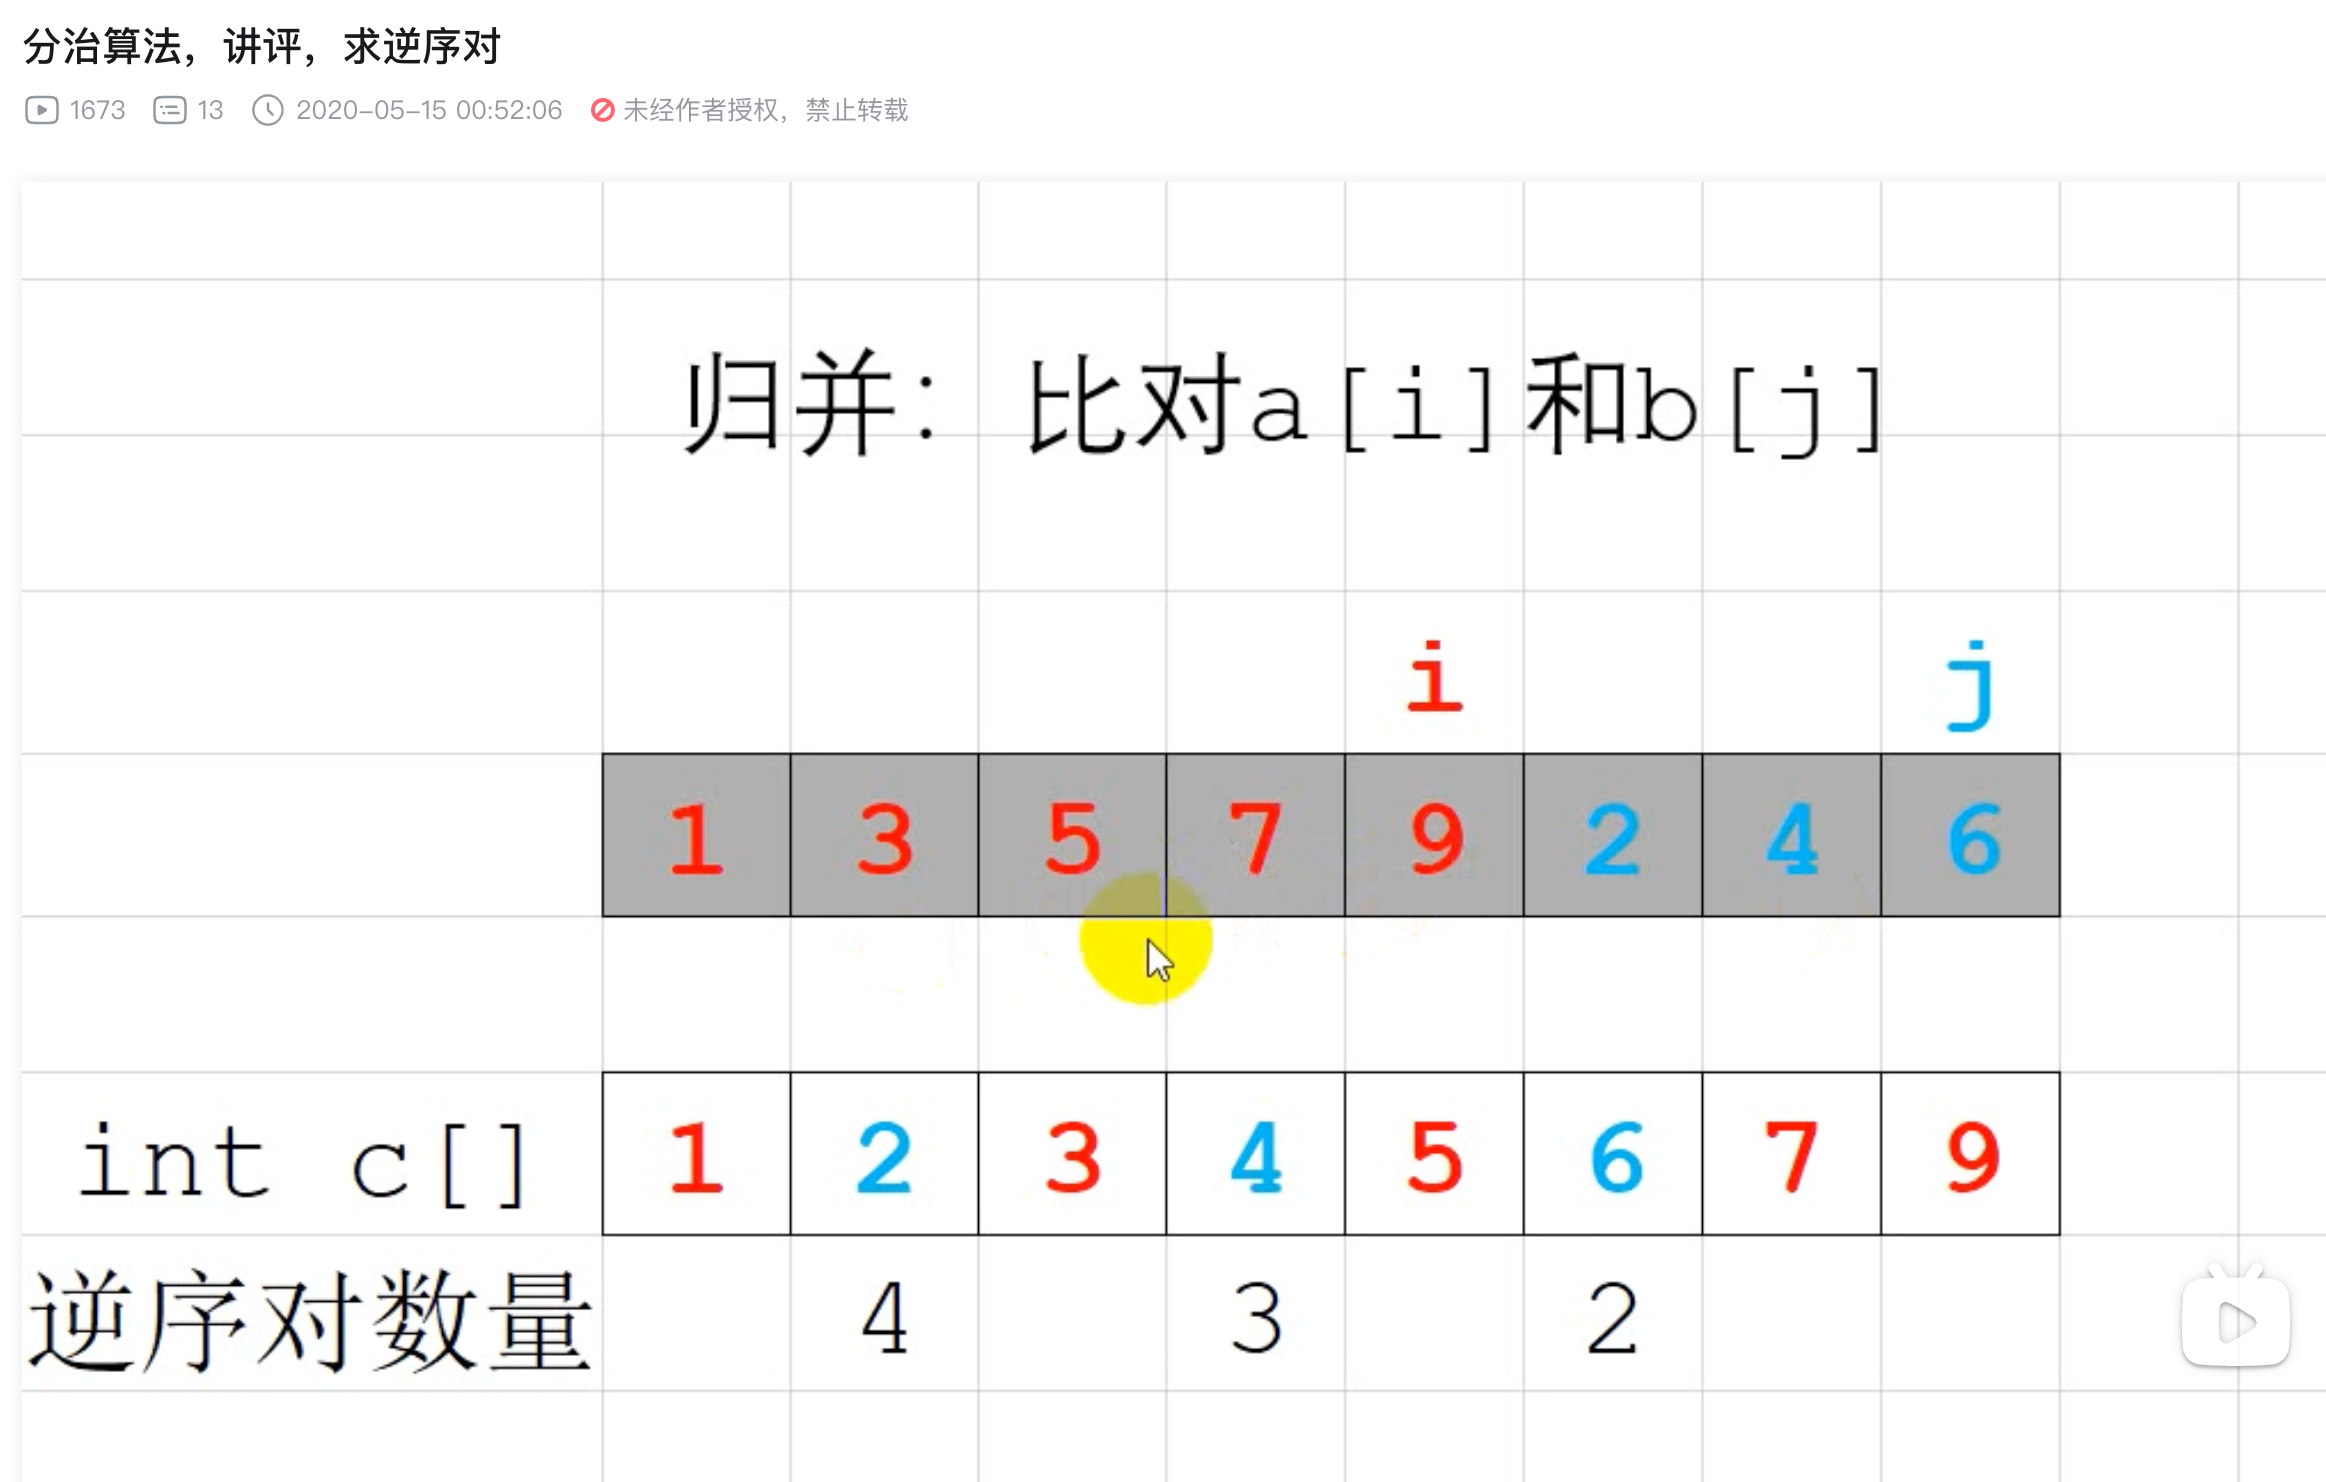 分治算法，讲评，求逆序对
1673 13 2020-05-15 00:52:06 未经作者授权，禁止转载
归并：比对a[i]和b[j]
i j
1 3 5 7 9 2 4 6
int c[] 1 2 3 4 5 6 7 9
逆序对数量 4 3 2